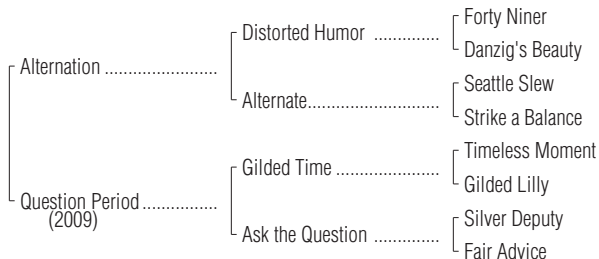 Forty Niner
Distorted Humor ..............
Danzig's Beauty
Alternation ........................
Seattle Slew
Alternate............................
Strike a Balance
Timeless Moment
Gilded Time ......................
Gilded Lilly
Question Period................
(2009)
Silver Deputy
Ask the Question ..............
Fair Advice